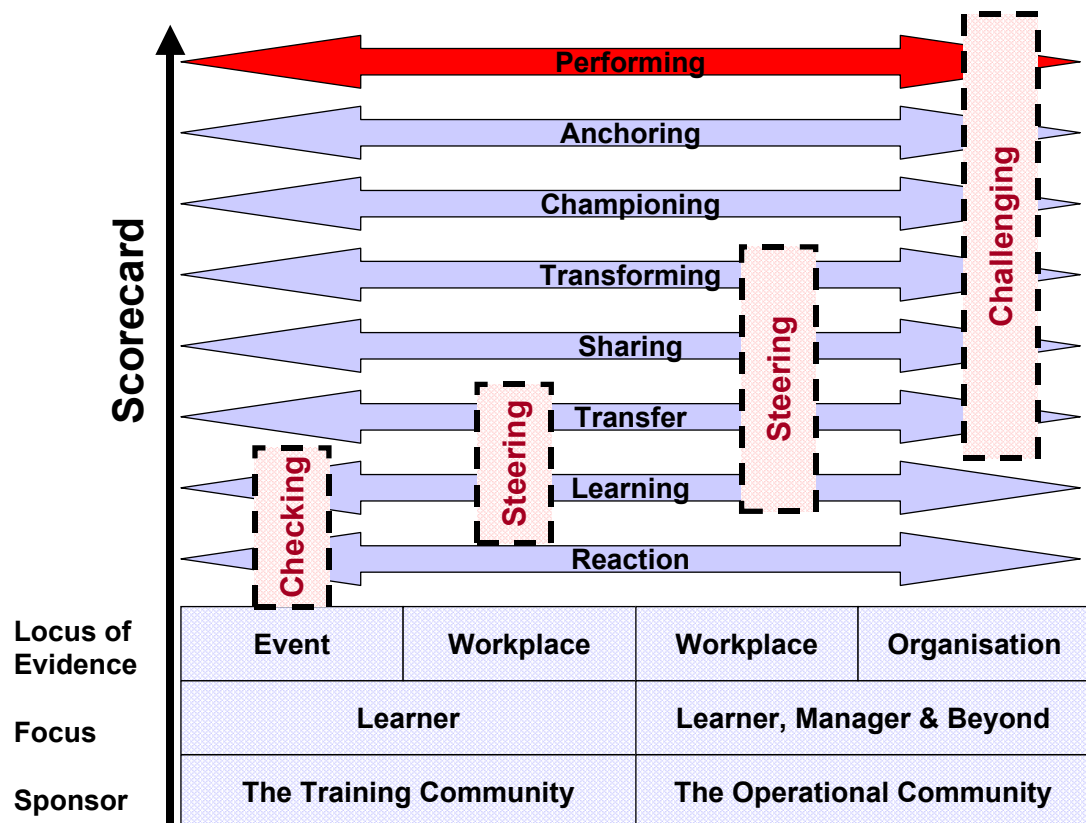 Scorecard
Performing
Anchoring
Championing
Transforming
Sharing
Transfer
Learning
Reaction
Checking
Steering
Steering
Challenging
Locus of
Evidence
Event
Workplace
Workplace
Organisation
Focus
Learner
Learner, Manager & Beyond
Sponsor
The Training Community
The Operational Community